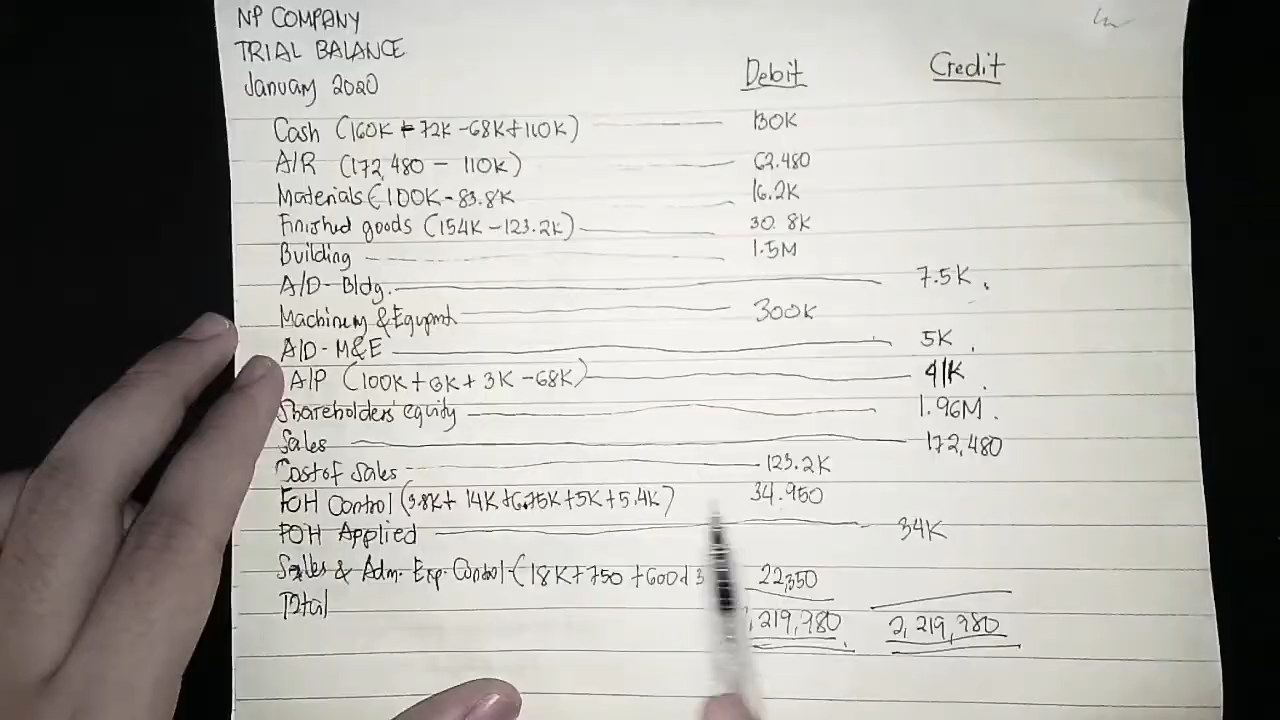 NP COMPANY
TRIAL BALANCE
January 2020
Debit Credit
Cash (160K - 72K -68K+110K) 130K
A/R (172,480 - 110K) 62.480
Materials (100K - 83.8K 16.2K
Finished goods (154K -123.2K) 30.8K
Building 1.5M
A/D-Bldg. 7.5K
Machinery & Equpmt 300K
A/D-M&E 5K
A/P (100K+6K+3K-68K) 41K
Shareholders' equity 1.96M
Sales 172,480
Cost of Sales 123.2K
FOH Control (3.8K+14K+6.75K+5K+5.4K) 34.950
FOH Applied 34K
Sales & Adm. Exp. Control-(18K+750+600+3 22,350
Total ,219,980 2,219,980